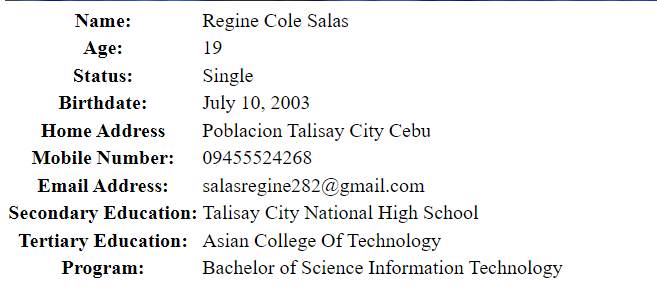 Name: Regine Cole Salas
Age: 19
Status: Single
Birthdate: July 10, 2003
Home Address Poblacion Talisay City Cebu
Mobile Number: 09455524268
Email Address: salasregine282@gmail.com
Secondary Education: Talisay City National High School
Tertiary Education: Asian College Of Technology
Program: Bachelor of Science Information Technology